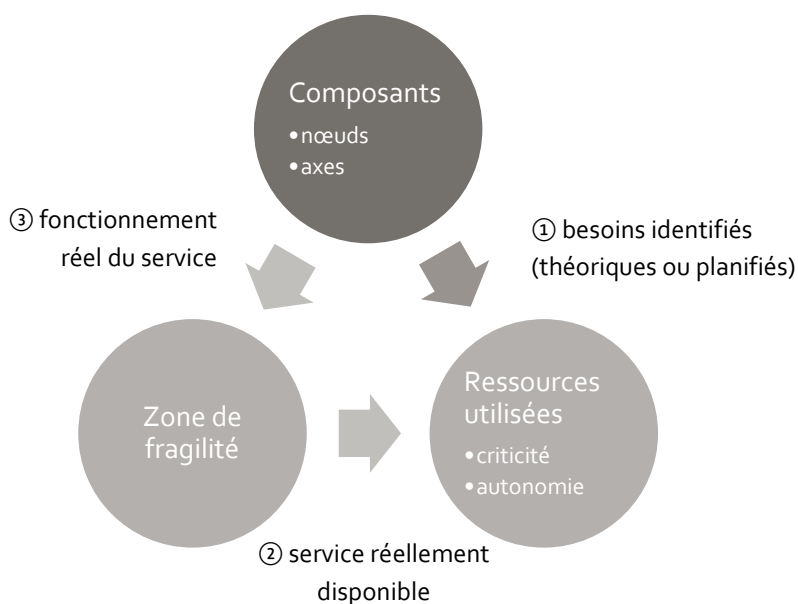 Composants
•nœuds
•axes
③ fonctionnement
réel du service
① besoins identifiés
(théoriques ou planifiés)
Zone de
fragilité
Ressources
utilisées
•criticité
•autonomie
② service réellement
disponible